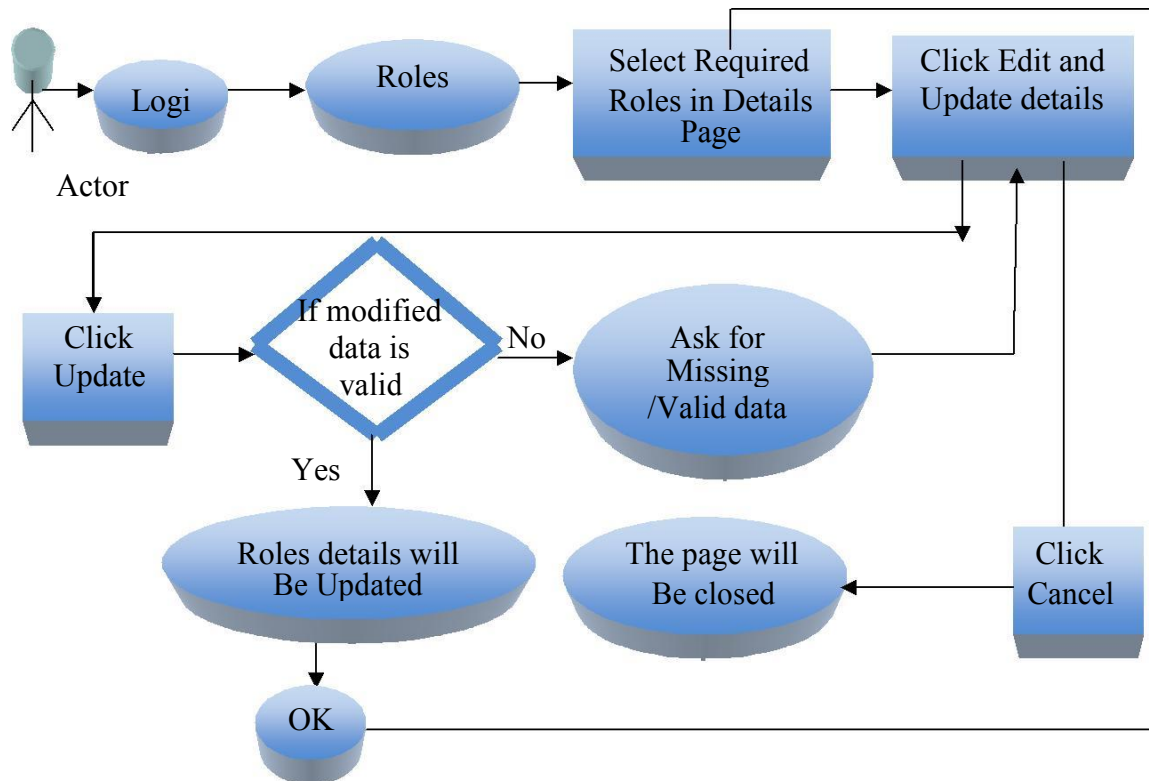 Logi
Roles
Select Required
Roles in Details
Page
Click Edit and
Update details
Actor
Click
Update
If modified
data is
valid
No
Ask for
Missing
/Valid data
Yes
Roles details will
Be Updated
The page will
Be closed
Click
Cancel
OK